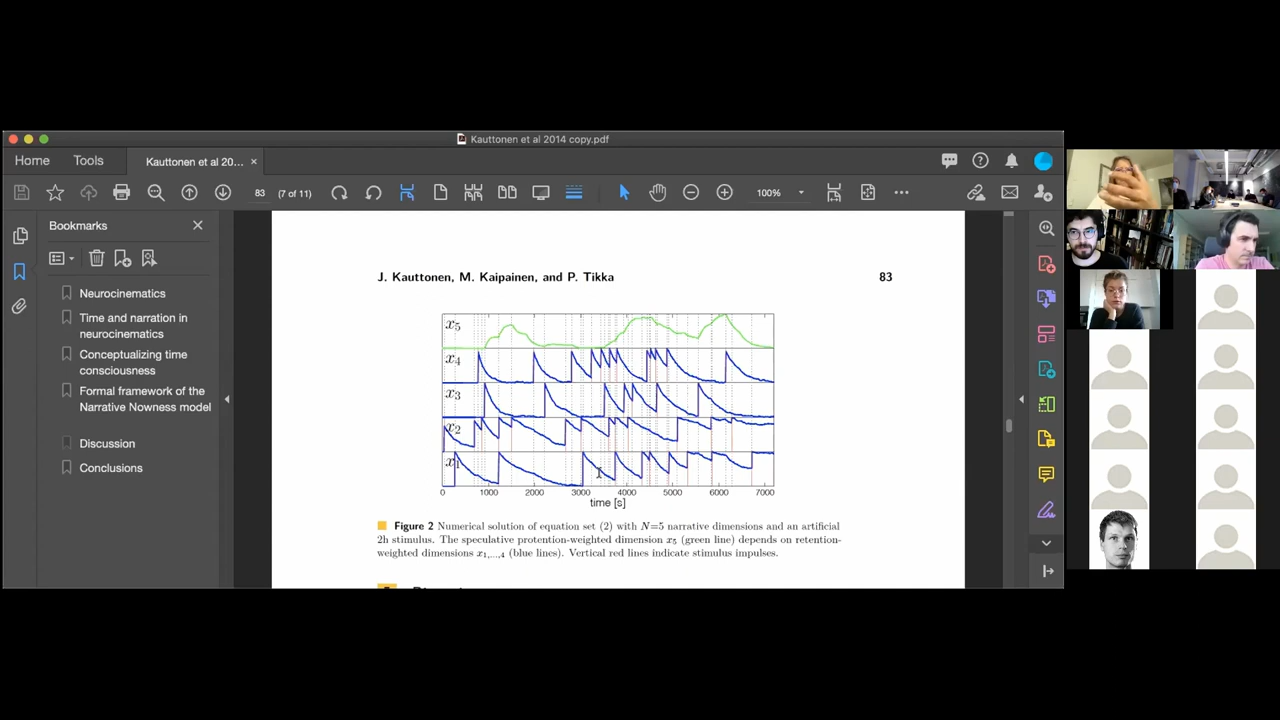 Kauttonen et al 2014 copy.pdf
Home
Tools
Kauttonen et al 20...
83
(7 of 11)
100%
Bookmarks
Neurocinematics
Time and narration in
neurocinematics
Conceptualizing time
consciousness
Formal framework of the
Narrative Nowness model
Discussion
Conclusions
J. Kauttonen, M. Kaipainen, and P. Tikka
83
x5
x4
x3
x2
x1
0 1000 2000 3000 4000 5000 6000 7000
time [s]
Figure 2 Numerical solution of equation set (2) with N=5 narrative dimensions and an artificial
2h stimulus. The speculative protention-weighted dimension x5 (green line) depends on retention-
weighted dimensions x1,...,4 (blue lines). Vertical red lines indicate stimulus impulses.